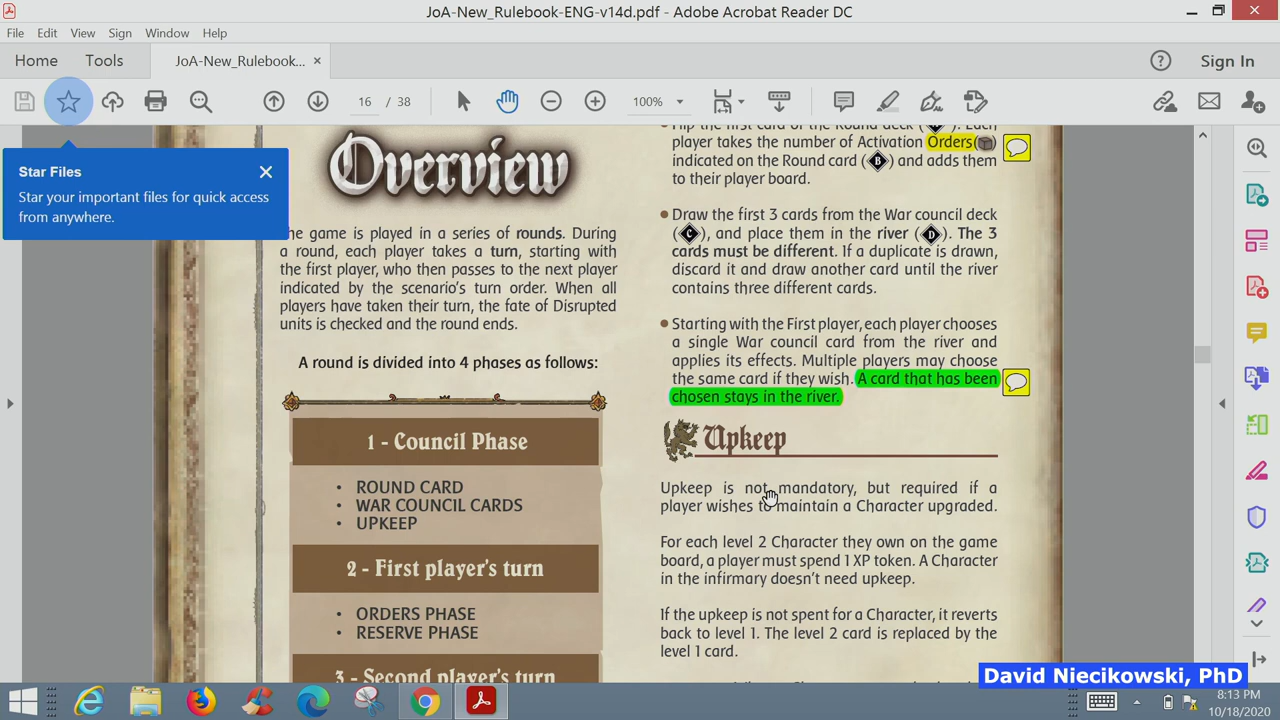 JoA-New_Rulebook-ENG-v14d.pdf - Adobe Acrobat Reader DC
File Edit View Sign Window Help
Home Tools JoA-New_Rulebook... × Sign In
16 / 38 100%
Star Files
Star your important files for quick access
from anywhere.
Overview
he game is played in a series of rounds. During
a round, each player takes a turn, starting with
the first player, who then passes to the next player
indicated by the scenario's turn order. When all
players have taken their turn, the fate of Disrupted
units is checked and the round ends.
A round is divided into 4 phases as follows:
1 - Council Phase
• ROUND CARD
• WAR COUNCIL CARDS
• UPKEEP
2 - First player's turn
• ORDERS PHASE
• RESERVE PHASE
3 - Second player's turn
• Flip the first card of the Round deck (A). Each
player takes the number of Activation Orders()
indicated on the Round card (B) and adds them
to their player board.
• Draw the first 3 cards from the War council deck
(C), and place them in the river (D). The 3
cards must be different. If a duplicate is drawn,
discard it and draw another card until the river
contains three different cards.
• Starting with the First player, each player chooses
a single War council card from the river and
applies its effects. Multiple players may choose
the same card if they wish. A card that has been
chosen stays in the river.
Upkeep
Upkeep is not mandatory, but required if a
player wishes to maintain a Character upgraded.
For each level 2 Character they own on the game
board, a player must spend 1 XP token. A Character
in the infirmary doesn't need upkeep.
If the upkeep is not spent for a Character, it reverts
back to level 1. The level 2 card is replaced by the
level 1 card.
David Niecikowski, PhD
8:13 PM
10/18/2020